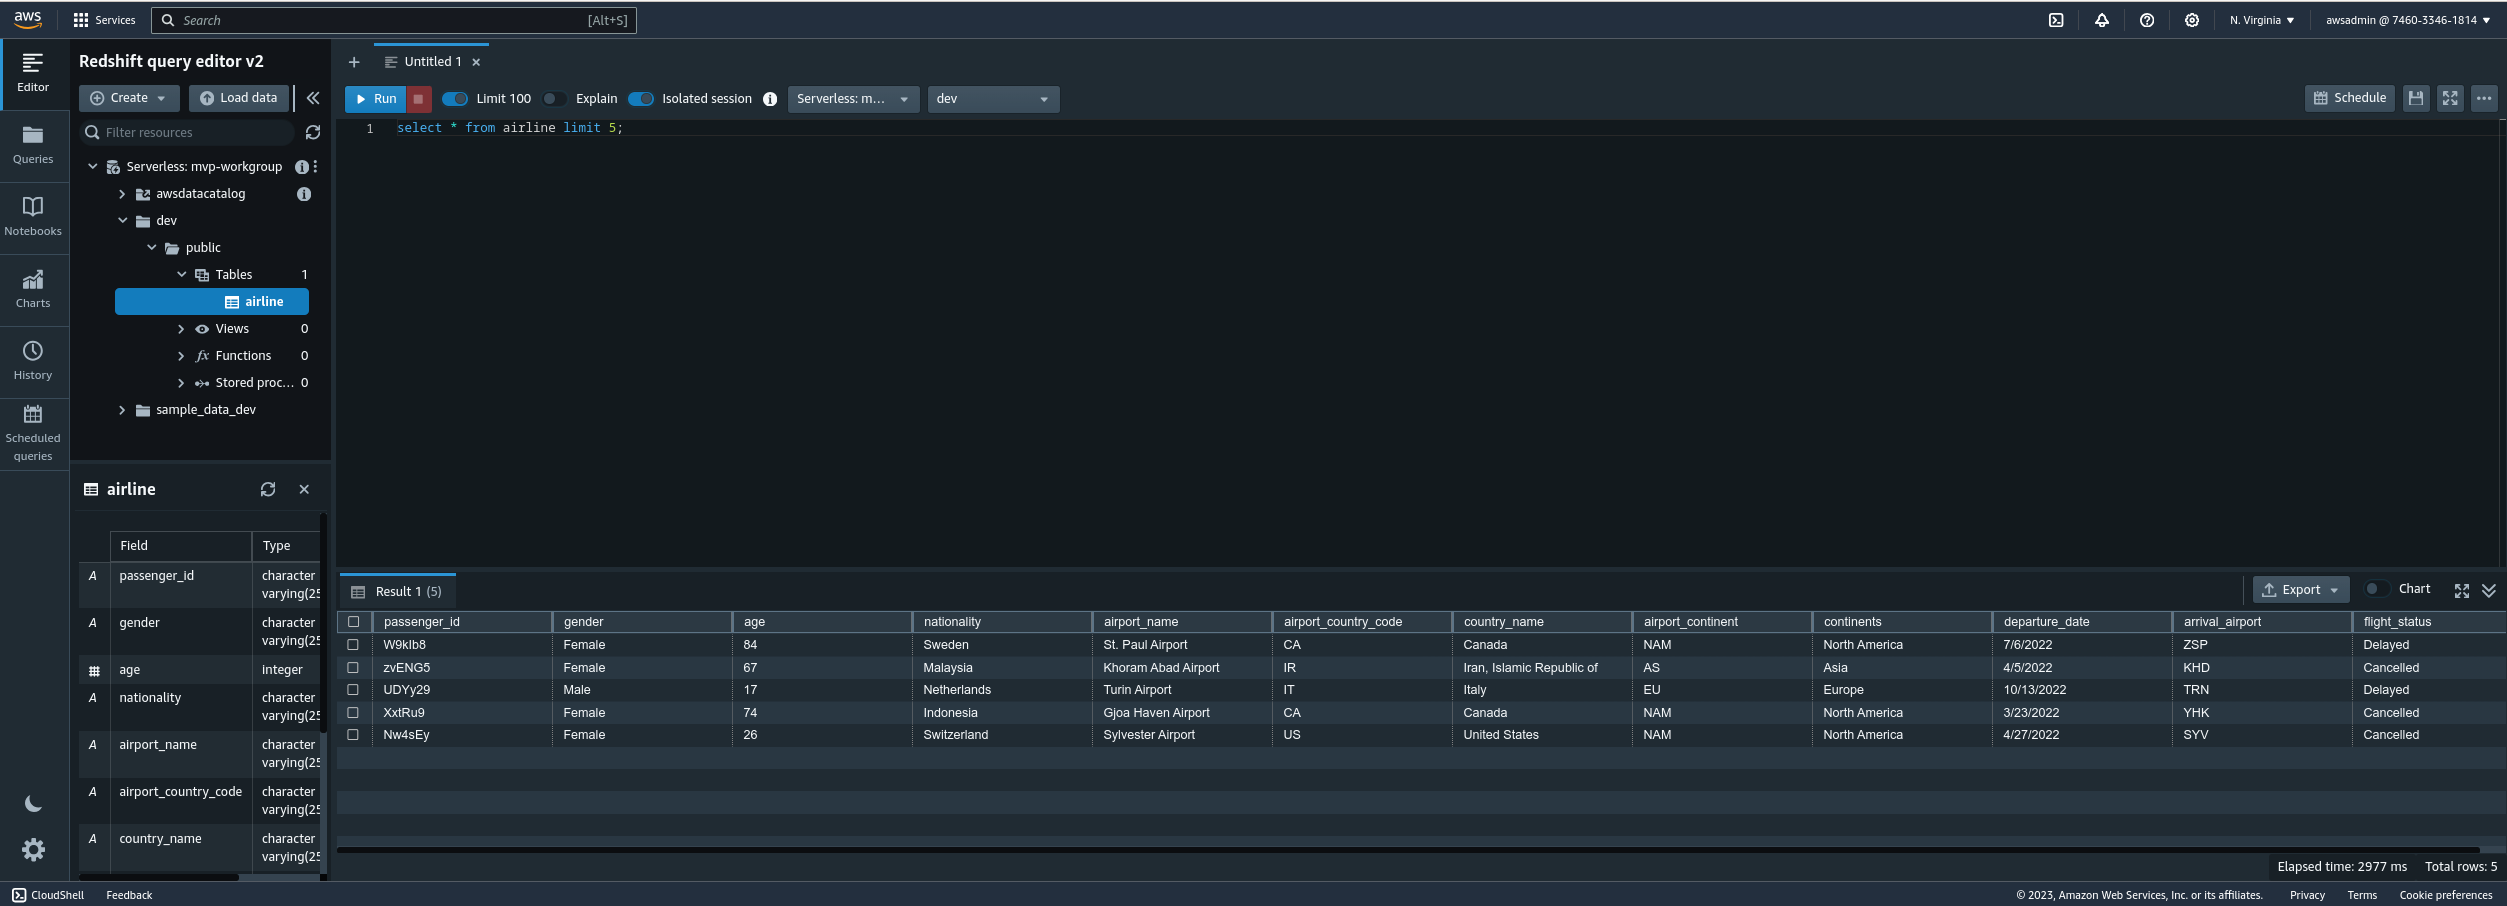 aws
Services
Search
[Alt+S]
N. Virginia
awsadmin @ 7460-3346-1814
Editor
Queries
Notebooks
Charts
History
Scheduled
queries
Redshift query editor v2
Create
Load data
Filter resources
Serverless: mvp-workgroup
awsdatacatalog
dev
public
Tables 1
airline
Views 0
fx Functions 0
Stored proc... 0
sample_data_dev
airline
Field Type
A passenger_id character
varying(25
A gender character
varying(25
age integer
A nationality character
varying(25
A airport_name character
varying(25
A airport_country_code character
varying(25
A country_name character
varying(25
Untitled 1
Run
Limit 100
Explain
Isolated session
Serverless: m...
dev
Schedule
1 select * from airline limit 5;
Result 1 (5)
Export
Chart
passenger_id gender age nationality airport_name airport_country_code country_name airport_continent continents departure_date arrival_airport flight_status
W9kIb8 Female 84 Sweden St. Paul Airport CA Canada NAM North America 7/6/2022 ZSP Delayed
zvENG5 Female 67 Malaysia Khoram Abad Airport IR Iran, Islamic Republic of AS Asia 4/5/2022 KHD Cancelled
UDYy29 Male 17 Netherlands Turin Airport IT Italy EU Europe 10/13/2022 TRN Delayed
XxtRu9 Female 74 Indonesia Gjoa Haven Airport CA Canada NAM North America 3/23/2022 YHK Cancelled
Nw4sEy Female 26 Switzerland Sylvester Airport US United States NAM North America 4/27/2022 SYV Cancelled
Elapsed time: 2977 ms Total rows: 5
CloudShell
Feedback
© 2023, Amazon Web Services, Inc. or its affiliates.
Privacy
Terms
Cookie preferences